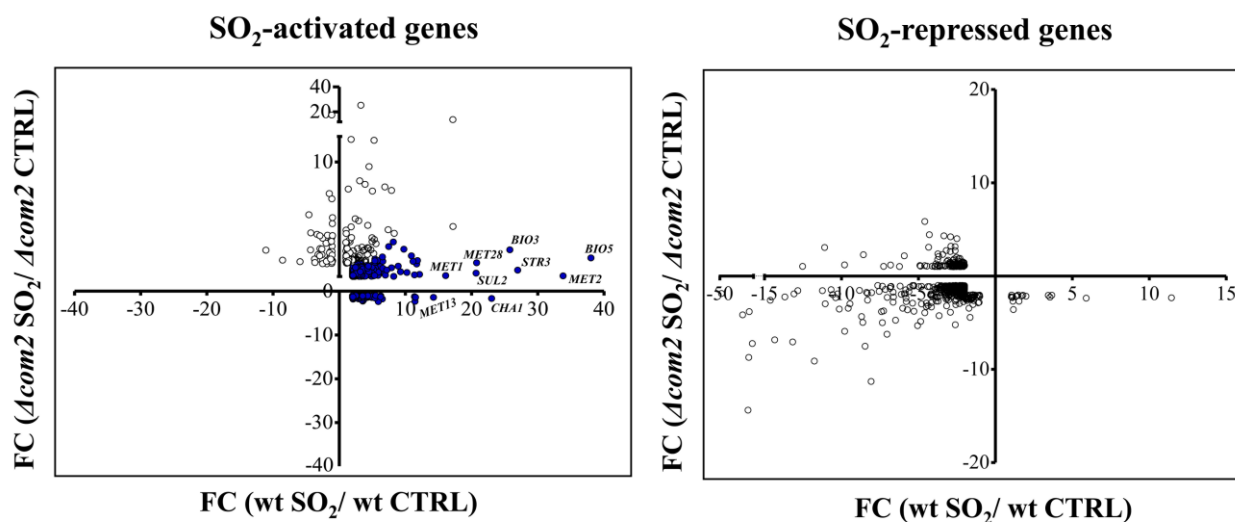 SO₂-activated genes
FC (Δcom2 SO₂/ Δcom2 CTRL)
40
20
10
0
-10
-20
-30
-40
-40 -30 -20 -10 0 10 20 30 40
BIO3
BIO5
MET28
STR3
MET1
SUL2
MET2
MET13
CHA1
FC (wt SO₂/ wt CTRL)
SO₂-repressed genes
FC (Δcom2 SO₂/ Δcom2 CTRL)
20
10
0
-10
-20
-50 -15 -10 -5 0 5 10 15
FC (wt SO₂/ wt CTRL)